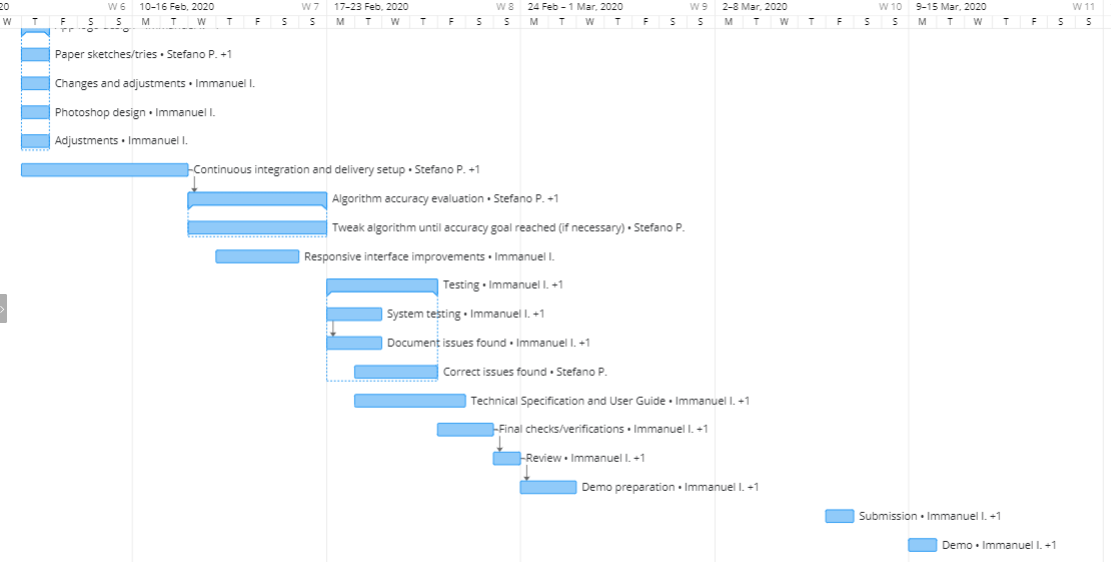 20 W 6 10–16 Feb, 2020 W 7 17–23 Feb, 2020 W 8 24 Feb – 1 Mar, 2020 W 9 2–8 Mar, 2020 W 10 9–15 Mar, 2020 W 11
W T F S S M T W T F S S M T W T F S S M T W T F S S M T W T F S S M T W T F S S
Paper sketches/tries • Stefano P. +1
Changes and adjustments • Immanuel I.
Photoshop design • Immanuel I.
Adjustments • Immanuel I.
Continuous integration and delivery setup • Stefano P. +1
Algorithm accuracy evaluation • Stefano P. +1
Tweak algorithm until accuracy goal reached (if necessary) • Stefano P.
Responsive interface improvements • Immanuel I.
Testing • Immanuel I. +1
System testing • Immanuel I. +1
Document issues found • Immanuel I. +1
Correct issues found • Stefano P.
Technical Specification and User Guide • Immanuel I. +1
Final checks/verifications • Immanuel I. +1
Review • Immanuel I. +1
Demo preparation • Immanuel I. +1
Submission • Immanuel I. +1
Demo • Immanuel I. +1